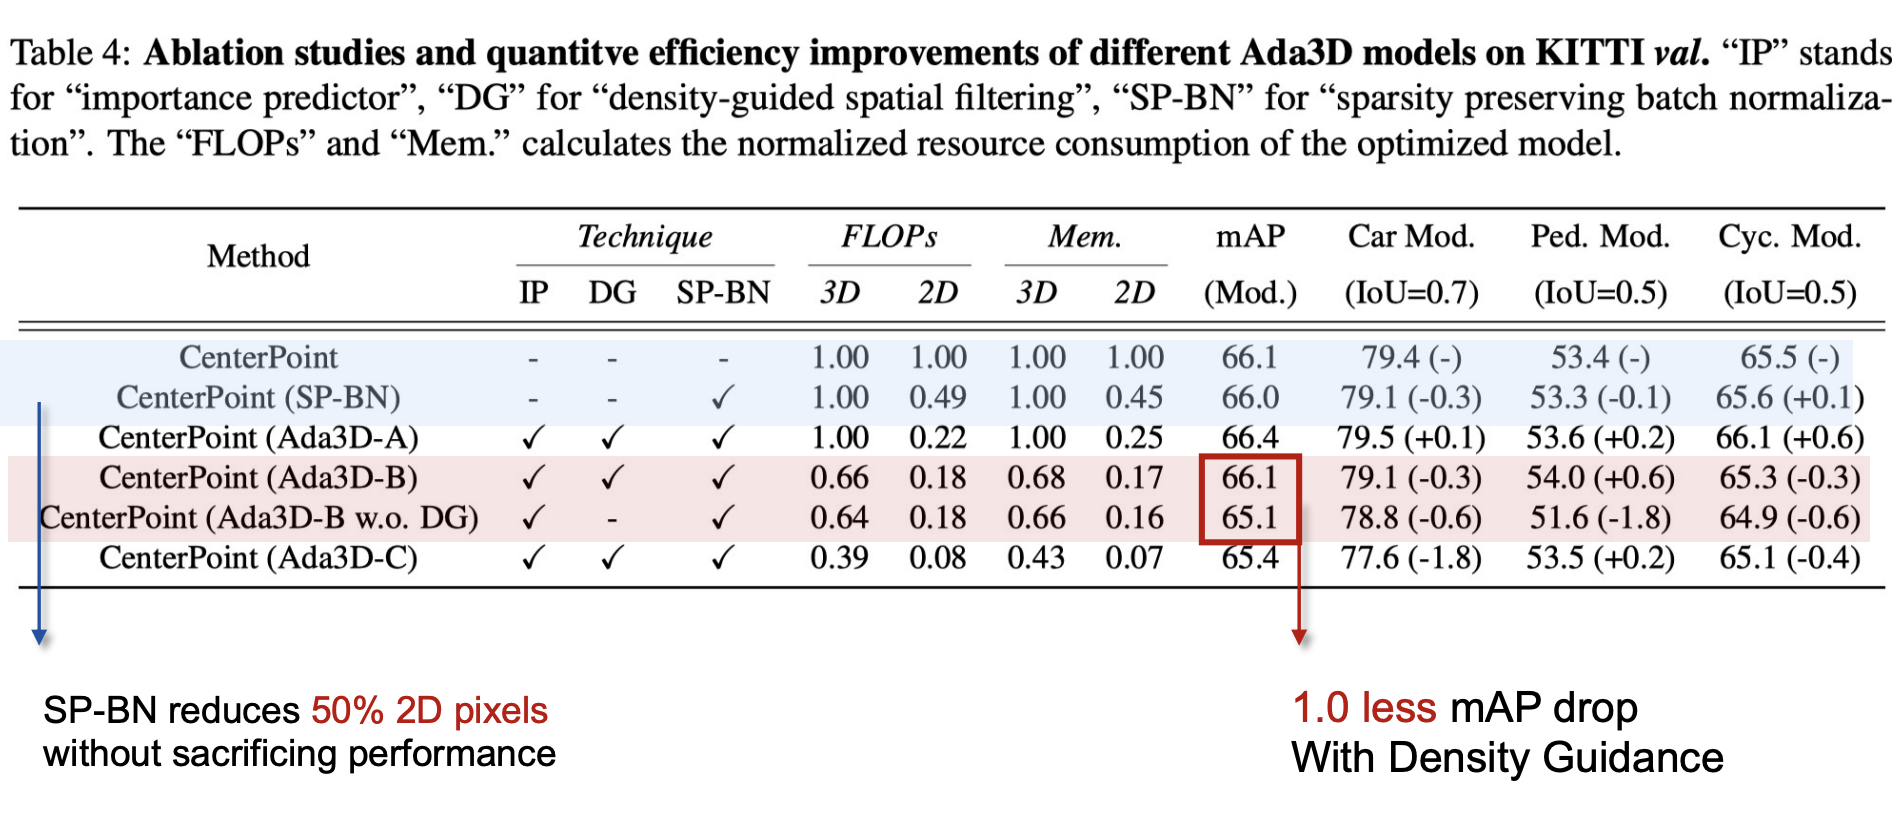 Table 4: Ablation studies and quantitve efficiency improvements of different Ada3D models on KITTI val. “IP” stands
for “importance predictor”, “DG” for “density-guided spatial filtering”, “SP-BN” for “sparsity preserving batch normaliza-
tion”. The “FLOPs” and “Mem.” calculates the normalized resource consumption of the optimized model.
Method Technique FLOPs Mem. mAP Car Mod. Ped. Mod. Cyc. Mod.
IP DG SP-BN 3D 2D 3D 2D (Mod.) (IoU=0.7) (IoU=0.5) (IoU=0.5)
CenterPoint - - - 1.00 1.00 1.00 1.00 66.1 79.4 (-) 53.4 (-) 65.5 (-)
CenterPoint (SP-BN) - - ✓ 1.00 0.49 1.00 0.45 66.0 79.1 (-0.3) 53.3 (-0.1) 65.6 (+0.1)
CenterPoint (Ada3D-A) ✓ ✓ ✓ 1.00 0.22 1.00 0.25 66.4 79.5 (+0.1) 53.6 (+0.2) 66.1 (+0.6)
CenterPoint (Ada3D-B) ✓ ✓ ✓ 0.66 0.18 0.68 0.17 66.1 79.1 (-0.3) 54.0 (+0.6) 65.3 (-0.3)
CenterPoint (Ada3D-B w.o. DG) ✓ - ✓ 0.64 0.18 0.66 0.16 65.1 78.8 (-0.6) 51.6 (-1.8) 64.9 (-0.6)
CenterPoint (Ada3D-C) ✓ ✓ ✓ 0.39 0.08 0.43 0.07 65.4 77.6 (-1.8) 53.5 (+0.2) 65.1 (-0.4)
SP-BN reduces 50% 2D pixels
without sacrificing performance
1.0 less mAP drop
With Density Guidance